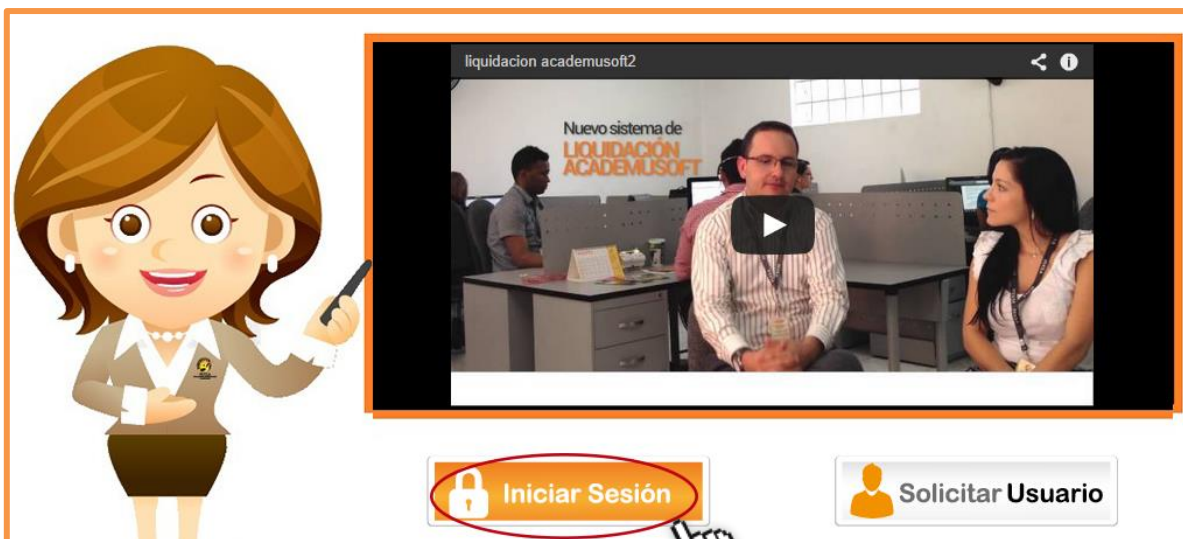 liquidacion academusoft2
Nuevo sistema de
LIQUIDACIÓN
ACADEMUSOFT
Iniciar Sesión
Solicitar Usuario